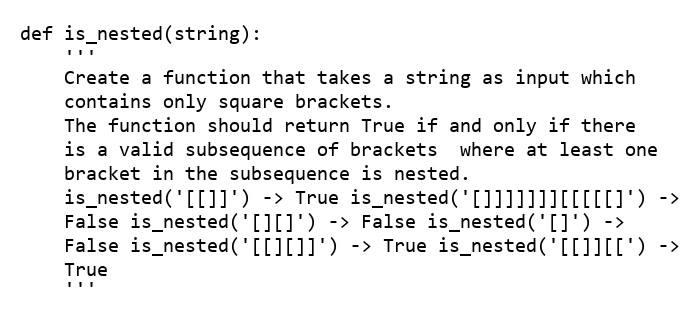 def is_nested(string):
    '''
    Create a function that takes a string as input which
    contains only square brackets.
    The function should return True if and only if there
    is a valid subsequence of brackets  where at least one
    bracket in the subsequence is nested.
    is_nested('[[]]') -> True is_nested('[]]]]]]][[[[[]') ->
    False is_nested('[][]') -> False is_nested('[]') ->
    False is_nested('[[][]]') -> True is_nested('[[]][[') ->
    True
    '''